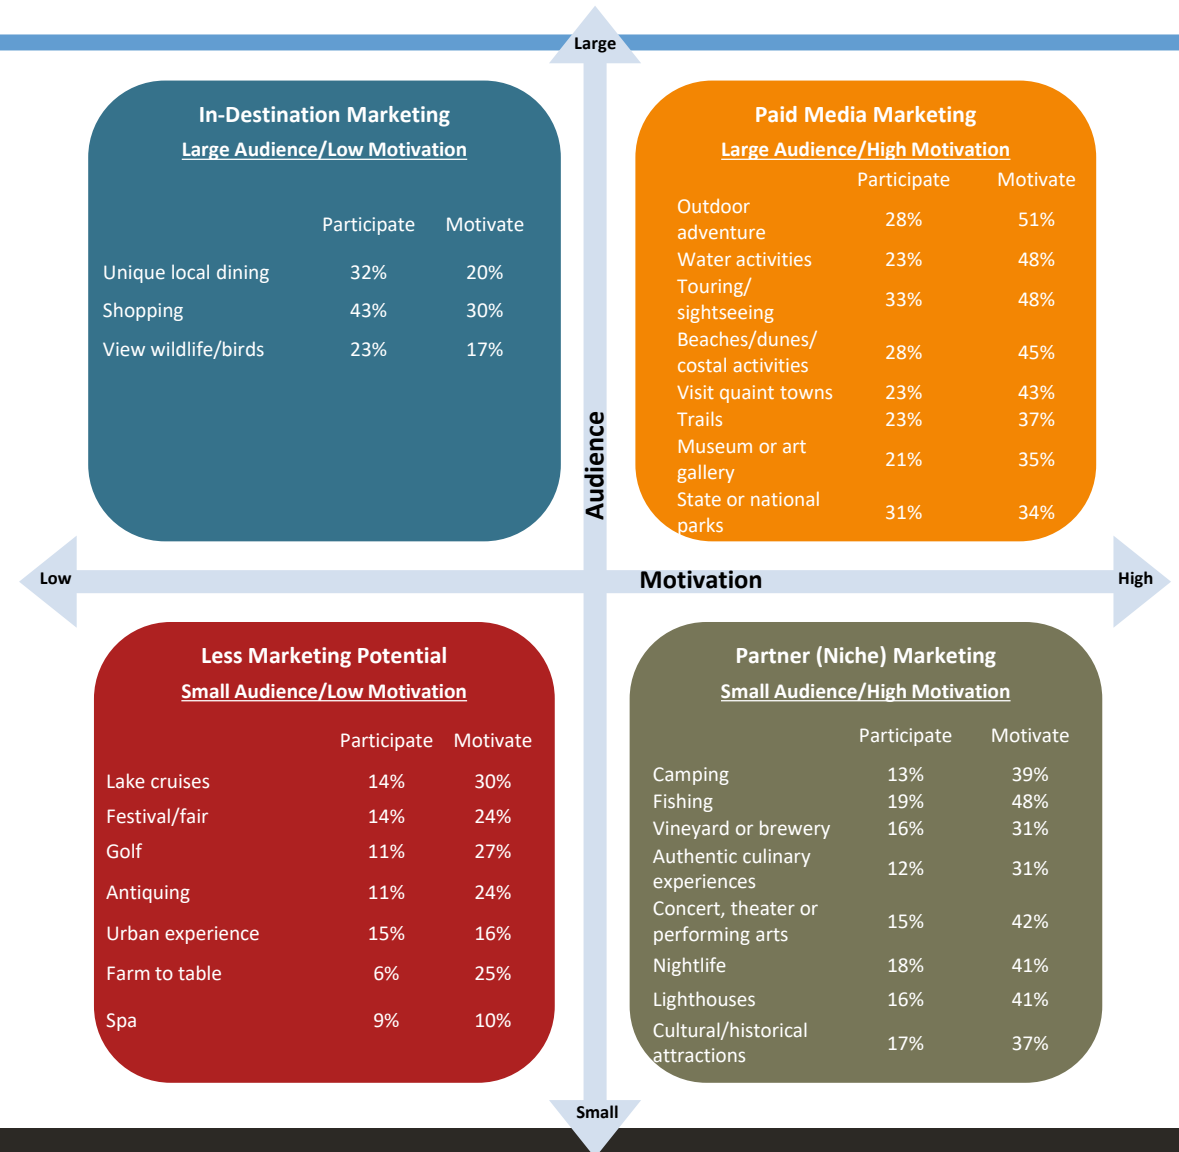 Large
In-Destination Marketing
Large Audience/Low Motivation
Participate Motivate
Unique local dining 32% 20%
Shopping 43% 30%
View wildlife/birds 23% 17%
Paid Media Marketing
Large Audience/High Motivation
Participate Motivate
Outdoor
adventure 28% 51%
Water activities 23% 48%
Touring/
sightseeing 33% 48%
Beaches/dunes/
costal activities 28% 45%
Visit quaint towns 23% 43%
Trails 23% 37%
Museum or art
gallery 21% 35%
State or national
parks 31% 34%
Audience
Low
Motivation
High
Less Marketing Potential
Small Audience/Low Motivation
Participate Motivate
Lake cruises 14% 30%
Festival/fair 14% 24%
Golf 11% 27%
Antiquing 11% 24%
Urban experience 15% 16%
Farm to table 6% 25%
Spa 9% 10%
Partner (Niche) Marketing
Small Audience/High Motivation
Participate Motivate
Camping 13% 39%
Fishing 19% 48%
Vineyard or brewery 16% 31%
Authentic culinary
experiences 12% 31%
Concert, theater or
performing arts 15% 42%
Nightlife 18% 41%
Lighthouses 16% 41%
Cultural/historical
attractions 17% 37%
Small